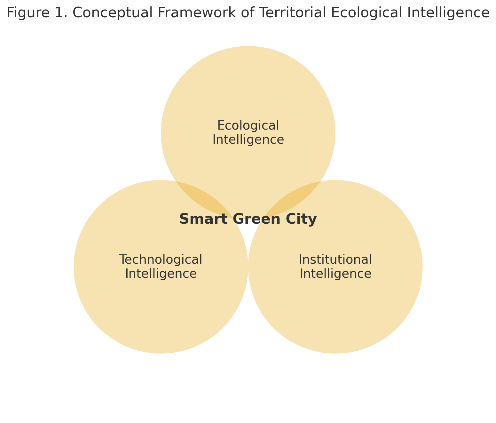 Figure 1. Conceptual Framework of Territorial Ecological Intelligence
Ecological
Intelligence
Smart Green City
Technological
Intelligence
Institutional
Intelligence